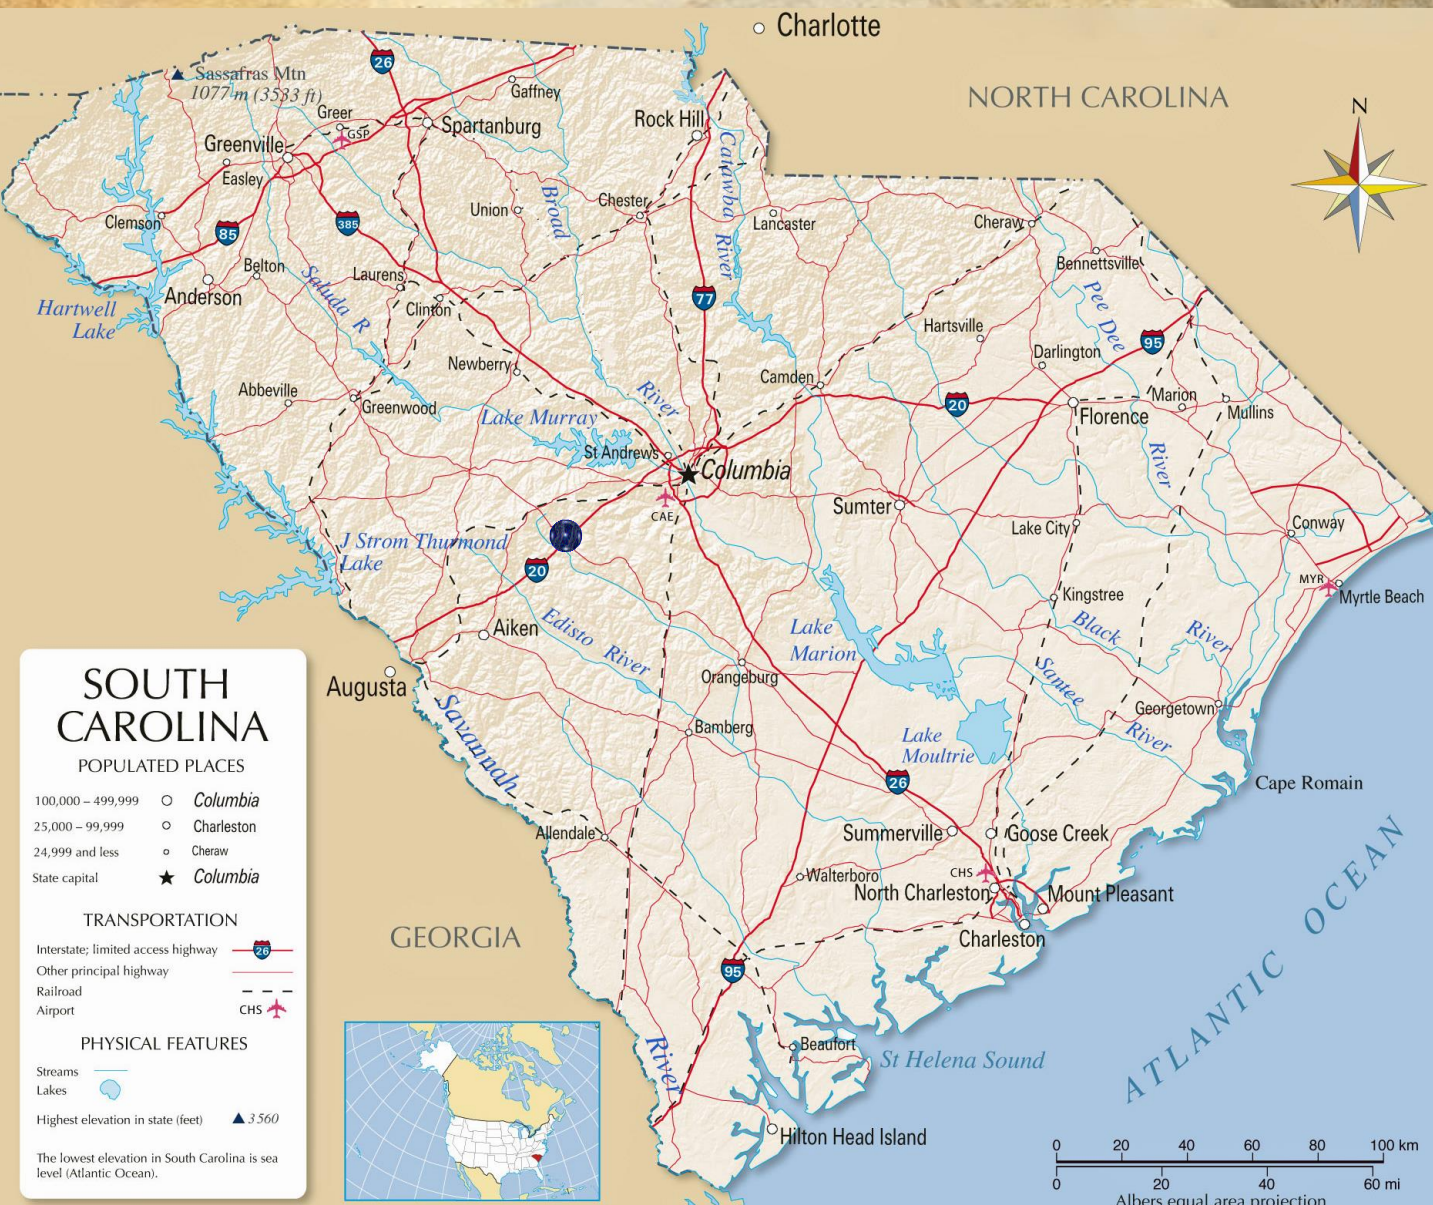 Charlotte
NORTH CAROLINA
N
26
Sassafras Mtn
1077 m (3533 ft)
Gaffney
Greer
GSP
Spartanburg
Rock Hill
Greenville
Easley
Catawba
River
Clemson
85
385
Union
Broad
River
Chester
Lancaster
Cheraw
Bennettsville
Belton
Anderson
Saluda R
Laurens
Clinton
77
Hartwell
Lake
Pee Dee
River
Hartsville
95
Darlington
Newberry
Camden
Abbeville
Greenwood
20
Marion
Mullins
Florence
Lake Murray
St Andrews
Columbia
CAE
Sumter
Lake City
Conway
J Strom Thurmond
Lake
20
MYR
Myrtle Beach
Kingstree
Aiken
Edisto River
Lake
Marion
Black
River
Augusta
Orangeburg
Santee
River
Georgetown
Savannah
River
Bamberg
Lake
Moultrie
26
Cape Romain
Allendale
Summerville
Goose Creek
Walterboro
CHS
North Charleston
Mount Pleasant
Charleston
GEORGIA
95
ATLANTIC OCEAN
Beaufort
St Helena Sound
Hilton Head Island
SOUTH
CAROLINA
POPULATED PLACES
100,000 – 499,999 Columbia
25,000 – 99,999 Charleston
24,999 and less Cheraw
State capital Columbia
TRANSPORTATION
Interstate; limited access highway 26
Other principal highway
Railroad
Airport CHS
PHYSICAL FEATURES
Streams
Lakes
Highest elevation in state (feet) 3560
The lowest elevation in South Carolina is sea
level (Atlantic Ocean).
0 20 40 60 80 100 km
0 20 40 60 mi
Albers equal area projection